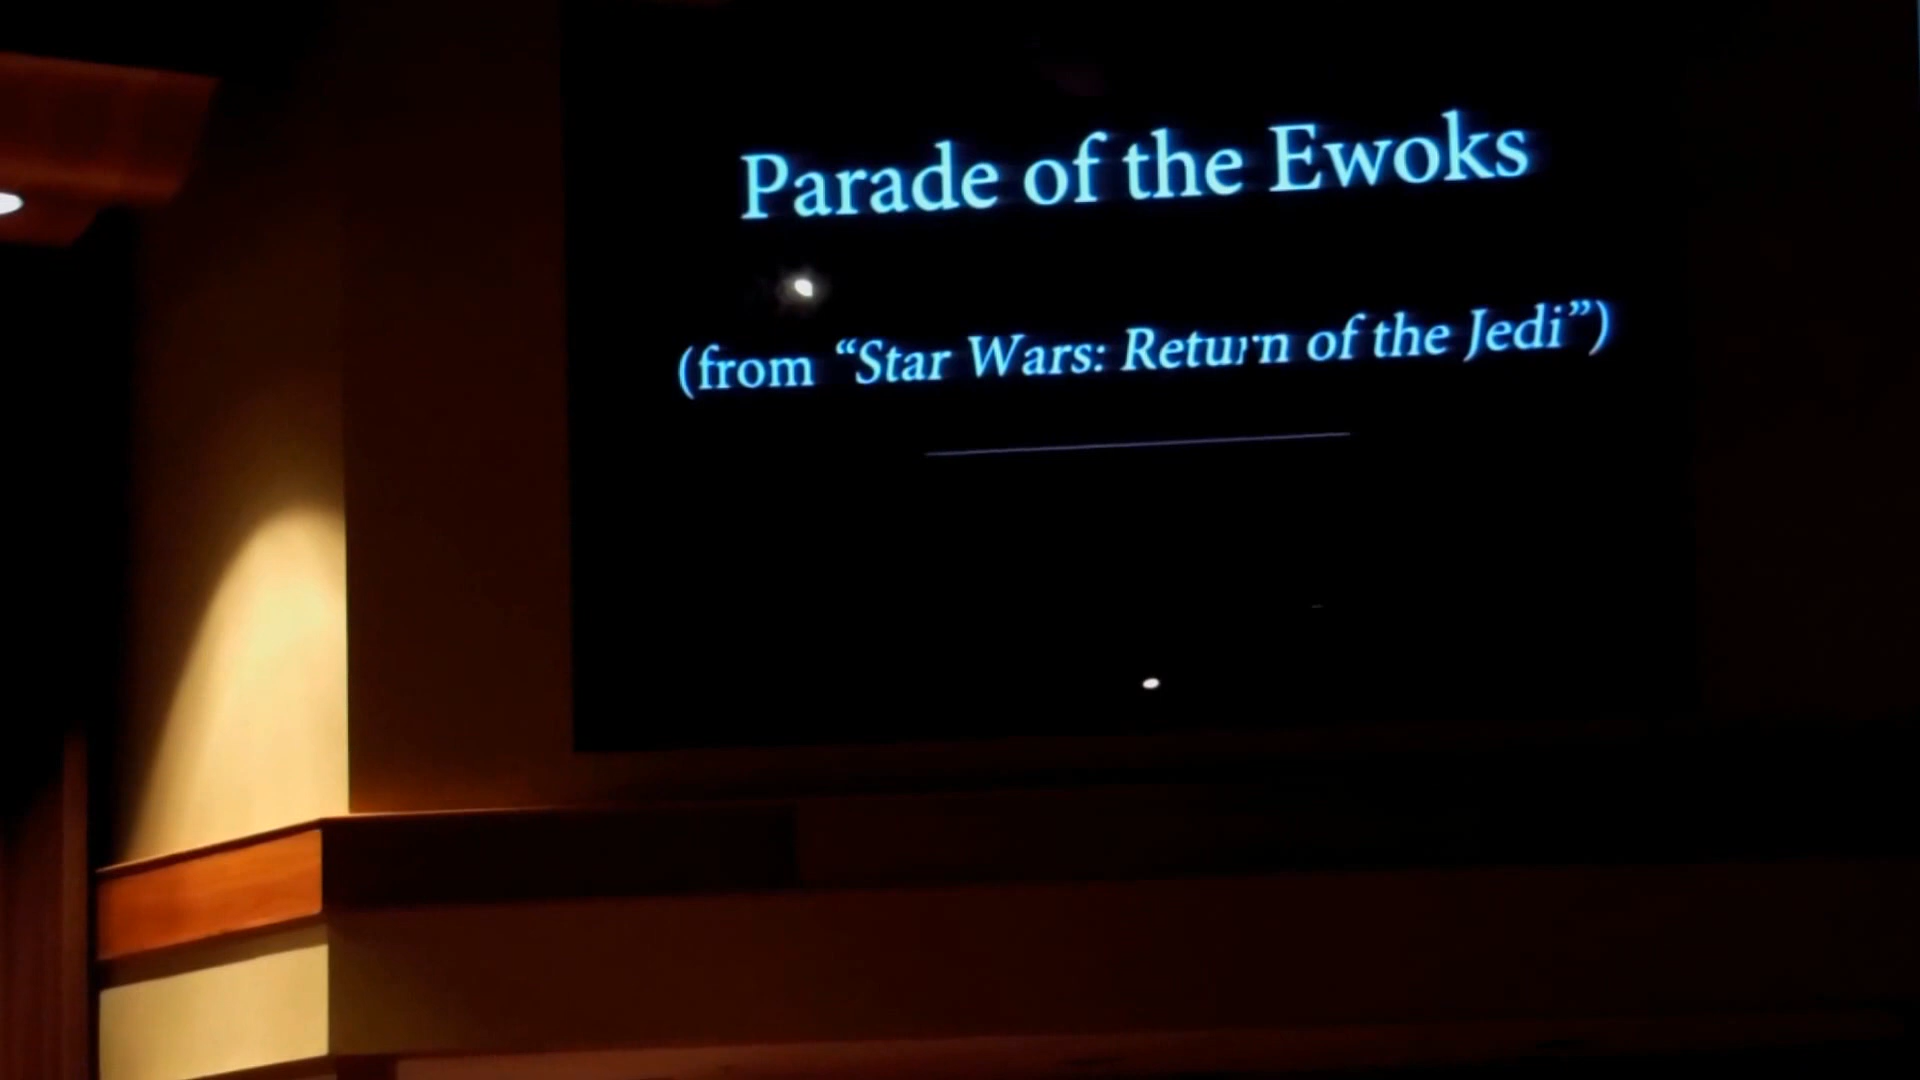 Parade of the Ewoks
(from “Star Wars: Return of the Jedi”)